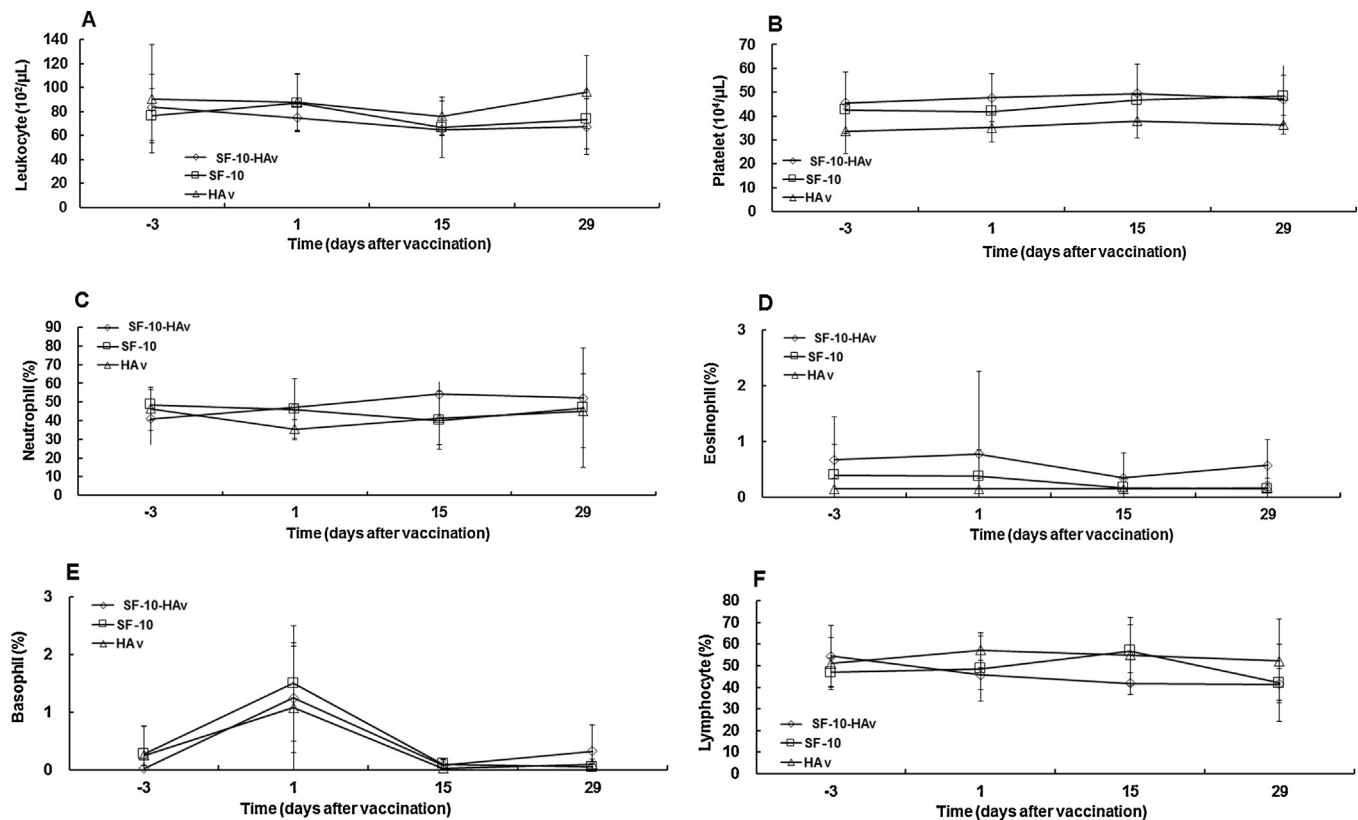 A
Leukocyte (10²/µL)
140
120
100
80
60
40
20
0
SF-10-HAv
SF-10
HAv
-3 1 15 29
Time (days after vaccination)
B
Platelet (10⁴/µL)
70
60
50
40
30
20
10
0
SF-10-HAv
SF-10
HAv
-3 1 15 29
Time (days after vaccination)
C
Neutrophil (%)
90
80
70
60
50
40
30
20
10
0
SF-10-HAv
SF-10
HAv
-3 1 15 29
Time (days after vaccination)
D
Eosinophil (%)
3
2
1
0
SF-10-HAv
SF-10
HAv
-3 1 15 29
Time (days after vaccination)
E
Basophil (%)
3
2
1
0
SF-10-HAv
SF-10
HAv
-3 1 15 29
Time (days after vaccination)
F
Lymphocyte (%)
80
70
60
50
40
30
20
10
0
SF-10-HAv
SF-10
HAv
-3 1 15 29
Time (days after vaccination)